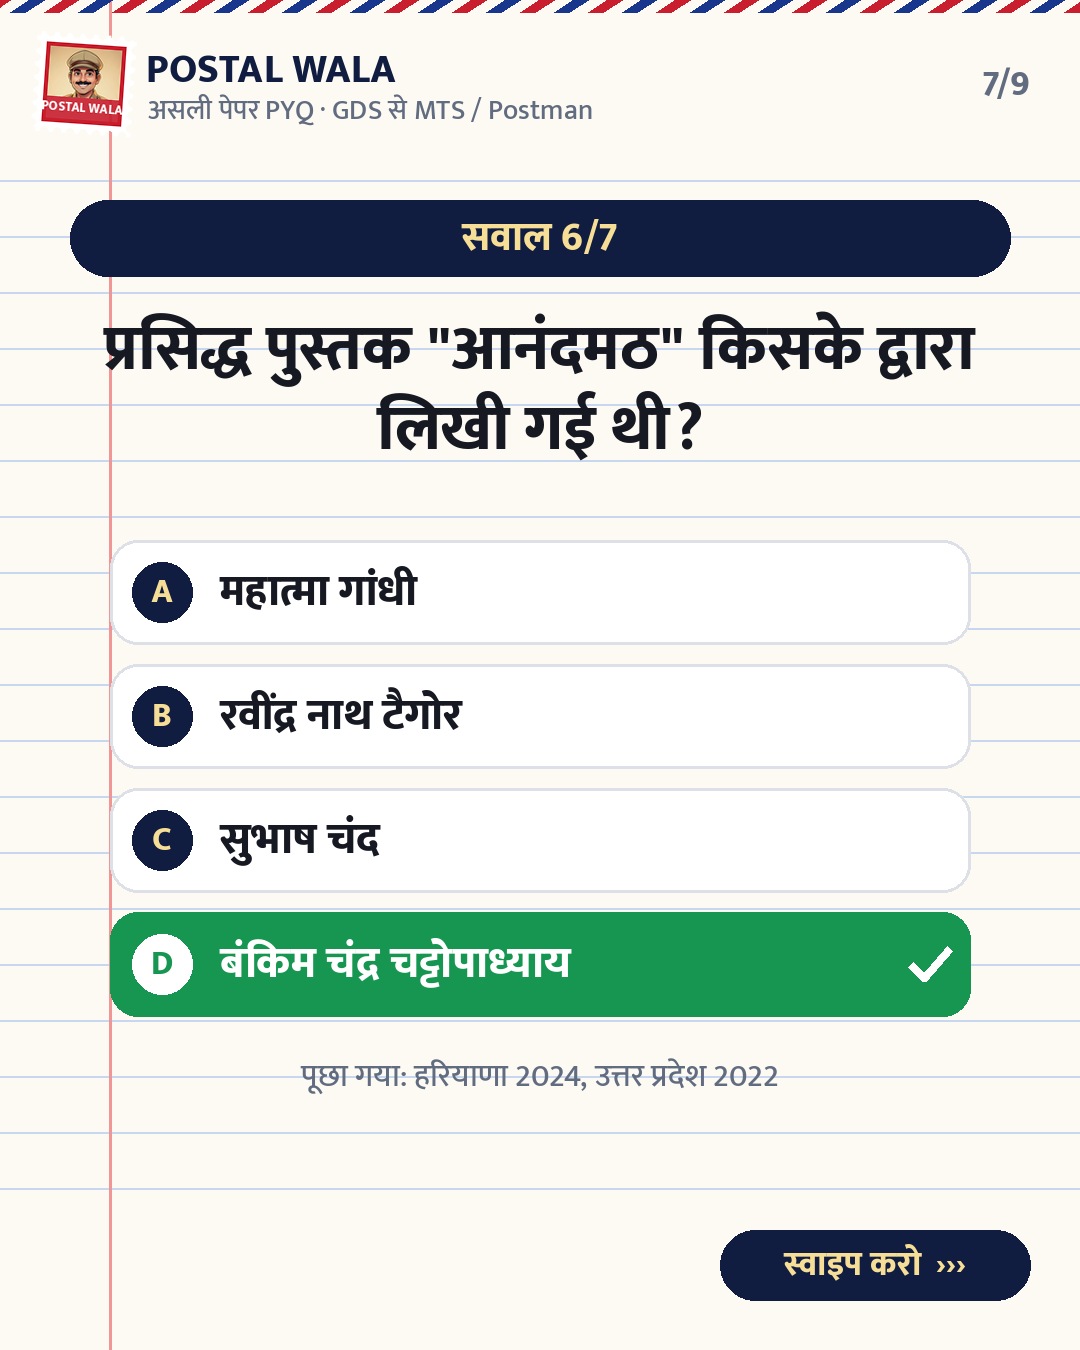 POSTAL WALA
POSTAL WALA
असली पेपर PYQ · GDS से MTS / Postman
7/9
सवाल 6/7
प्रसिद्ध पुस्तक "आनंदमठ" किसके द्वारा
लिखी गई थी?
A महात्मा गांधी
B रवींद्र नाथ टैगोर
C सुभाष चंद
D बंकिम चंद्र चट्टोपाध्याय
पूछा गया: हरियाणा 2024, उत्तर प्रदेश 2022
स्वाइप करो ›››